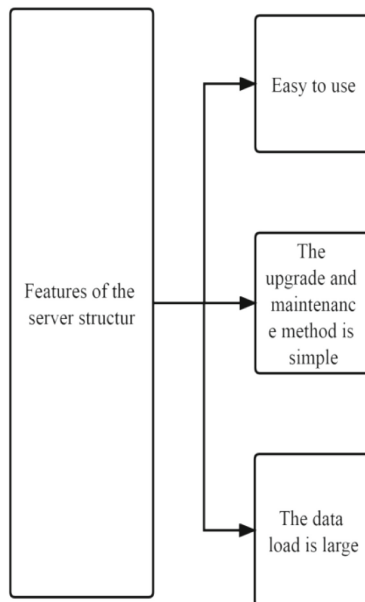 Easy to use
The
upgrade and
maintenanc
e method is
simple
Features of the
server structur
The data
load is large